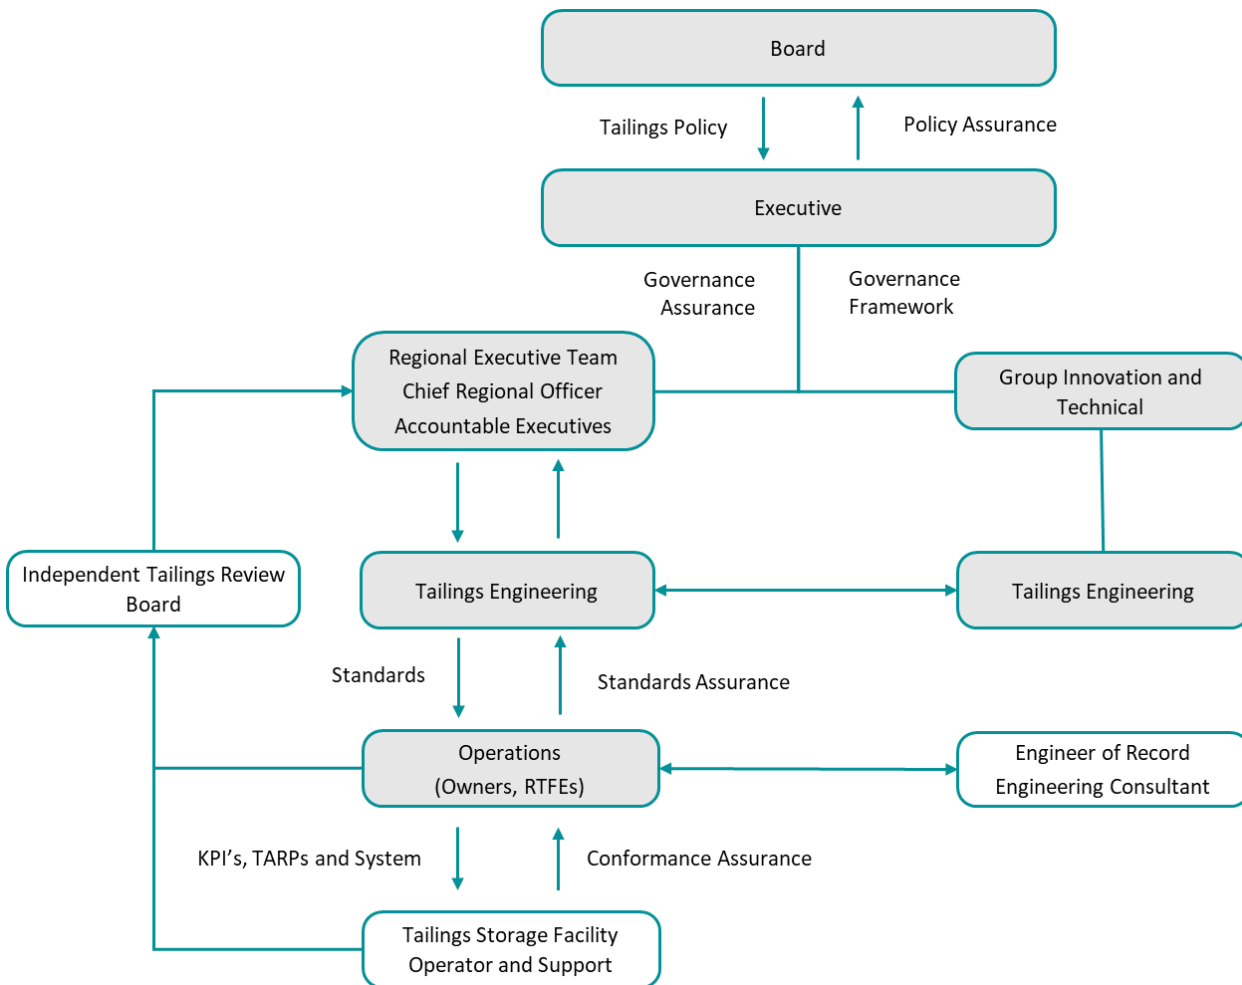 Board
Tailings Policy
Policy Assurance
Executive
Governance
Assurance
Governance
Framework
Regional Executive Team
Chief Regional Officer
Accountable Executives
Group Innovation and
Technical
Independent Tailings Review
Board
Tailings Engineering
Tailings Engineering
Standards
Standards Assurance
Operations
(Owners, RTFEs)
Engineer of Record
Engineering Consultant
KPI's, TARPs and System
Conformance Assurance
Tailings Storage Facility
Operator and Support